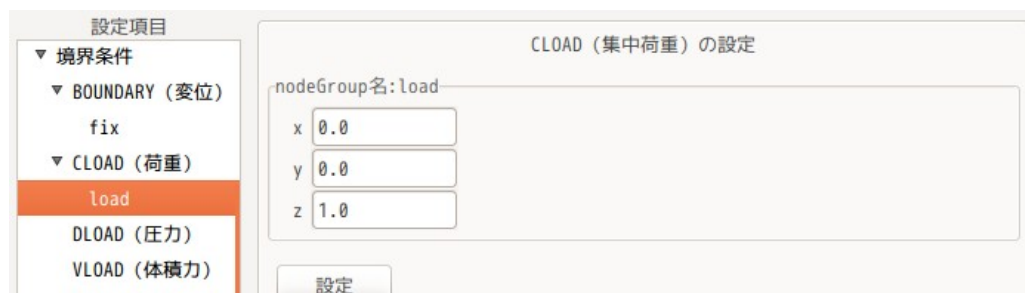 設定項目
▼ 境界条件
▼ BOUNDARY (変位)
fix
▼ CLOAD (荷重)
load
DLOAD (圧力)
VLOAD (体積力)
CLOAD (集中荷重) の設定
nodeGroup名:load
x 0.0
y 0.0
z 1.0
設定